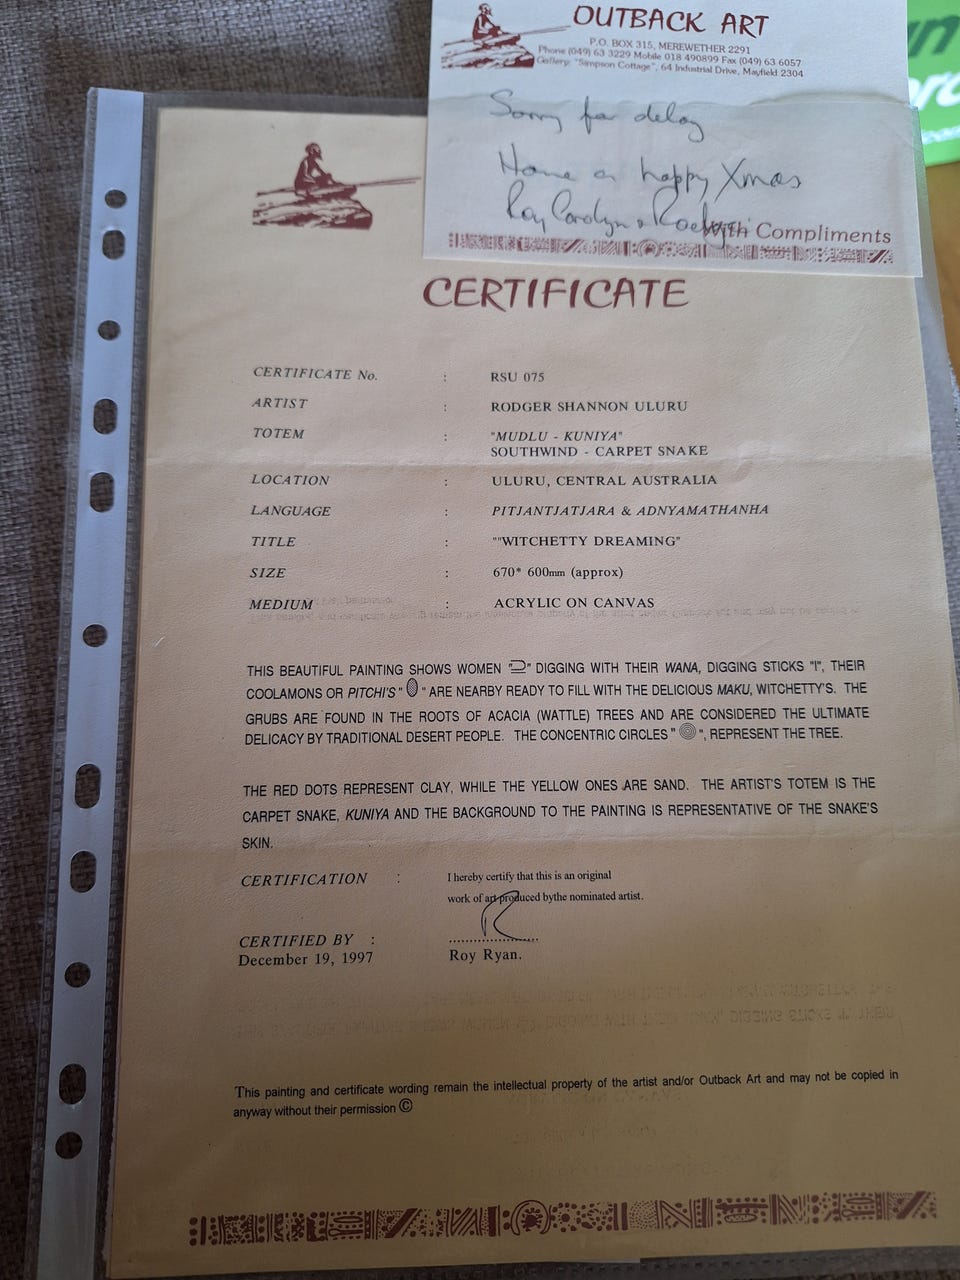 OUTBACK ART
P.O. BOX 315, MEREWETHER 2291
Phone (049) 63 3229 Mobile 018 490899 Fax (049) 63 6057
Gallery: "Simpson Cottage", 64 Industrial Drive, Mayfield 2304
Sorry for delay
Have a happy Xmas
Roy Carolyn &
With Compliments
CERTIFICATE
CERTIFICATE No. : RSU 075
ARTIST : RODGER SHANNON ULURU
TOTEM : "MUDLU - KUNIYA"
SOUTHWIND - CARPET SNAKE
LOCATION : ULURU, CENTRAL AUSTRALIA
LANGUAGE : PITJANTJATJARA & ADNYAMATHANHA
TITLE : ""WITCHETTY DREAMING"
SIZE : 670* 600mm (approx)
MEDIUM : ACRYLIC ON CANVAS
THIS BEAUTIFUL PAINTING SHOWS WOMEN " " DIGGING WITH THEIR WANA, DIGGING STICKS "I", THEIR
COOLAMONS OR PITCHI'S " " ARE NEARBY READY TO FILL WITH THE DELICIOUS MAKU, WITCHETTY'S. THE
GRUBS ARE FOUND IN THE ROOTS OF ACACIA (WATTLE) TREES AND ARE CONSIDERED THE ULTIMATE
DELICACY BY TRADITIONAL DESERT PEOPLE. THE CONCENTRIC CIRCLES " ", REPRESENT THE TREE.
THE RED DOTS REPRESENT CLAY, WHILE THE YELLOW ONES ARE SAND. THE ARTIST'S TOTEM IS THE
CARPET SNAKE, KUNIYA AND THE BACKGROUND TO THE PAINTING IS REPRESENTATIVE OF THE SNAKE'S
SKIN.
CERTIFICATION : I hereby certify that this is an original
work of art produced bythe nominated artist.
CERTIFIED BY :
December 19, 1997 Roy Ryan.
This painting and certificate wording remain the intellectual property of the artist and/or Outback Art and may not be copied in
anyway without their permission ©